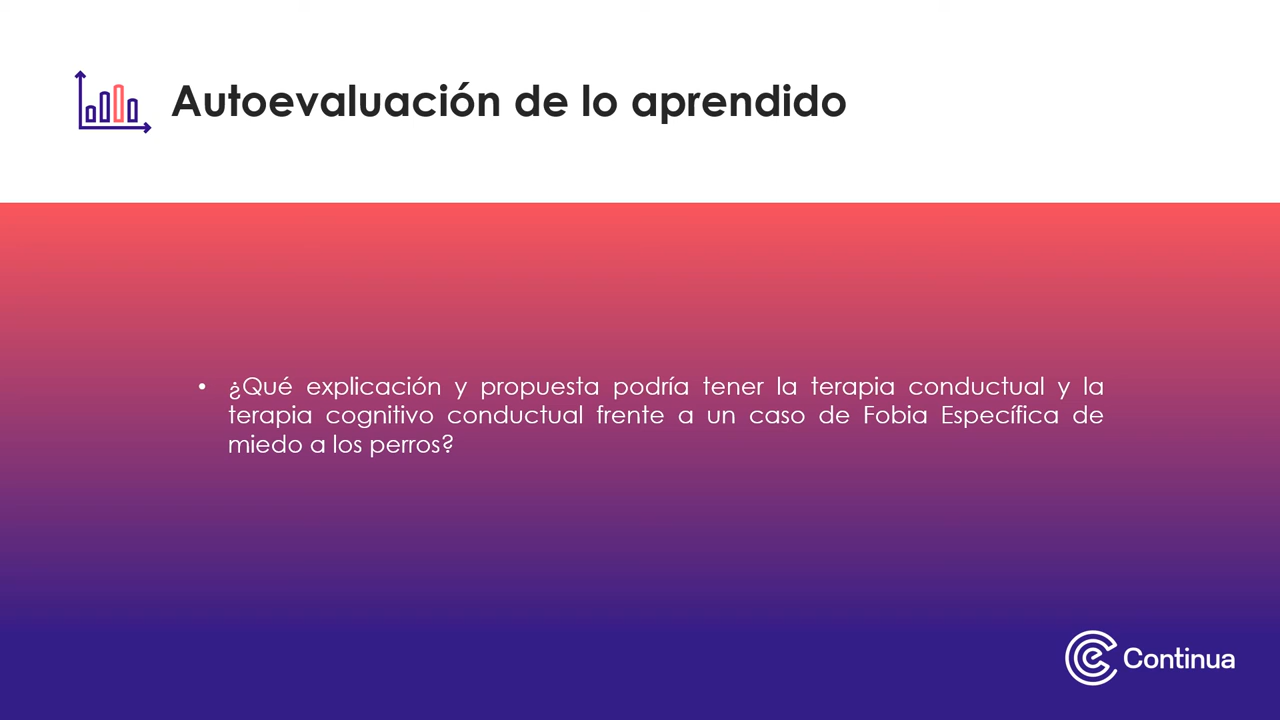 Autoevaluación de lo aprendido
• ¿Qué explicación y propuesta podría tener la terapia conductual y la
terapia cognitivo conductual frente a un caso de Fobia Específica de
miedo a los perros?
Continua